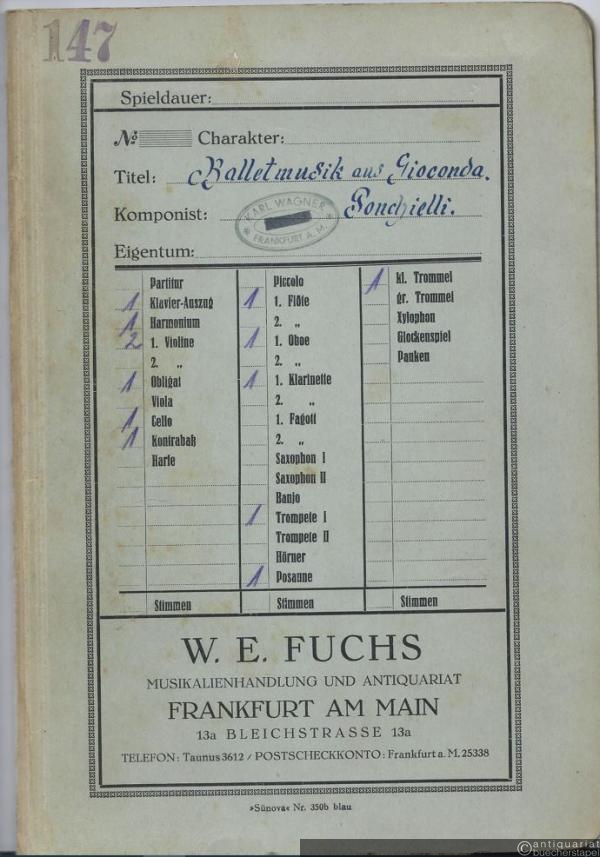 147
Spieldauer:
№ Charakter:
Titel: Balletmusik aus Gioconda.
Komponist: Ponchielli.
KARL WAGNER
* FRANKFURT A. M. *
Eigentum:
Partitur
1 Klavier-Auszug
1 Harmonium
2 1. Violine
2. „
1 Obligat
Viola
1 Cello
1 Kontrabaß
Harfe
Stimmen
Piccolo
1 1. Flöte
2. „
1 1. Oboe
2. „
1 1. Klarinette
2. „
1. Fagott
2. „
Saxophon I
Saxophon II
Banjo
1 Trompete I
Trompete II
Hörner
1 Posaune
Stimmen
1 kl. Trommel
gr. Trommel
Xylophon
Glockenspiel
Pauken
Stimmen
W. E. FUCHS
MUSIKALIENHANDLUNG UND ANTIQUARIAT
FRANKFURT AM MAIN
13a BLEICHSTRASSE 13a
TELEFON: Taunus 3612 / POSTSCHECKKONTO: Frankfurt a. M. 25338
»Sünova« Nr. 350b blau
antiquariat
buecherstapel